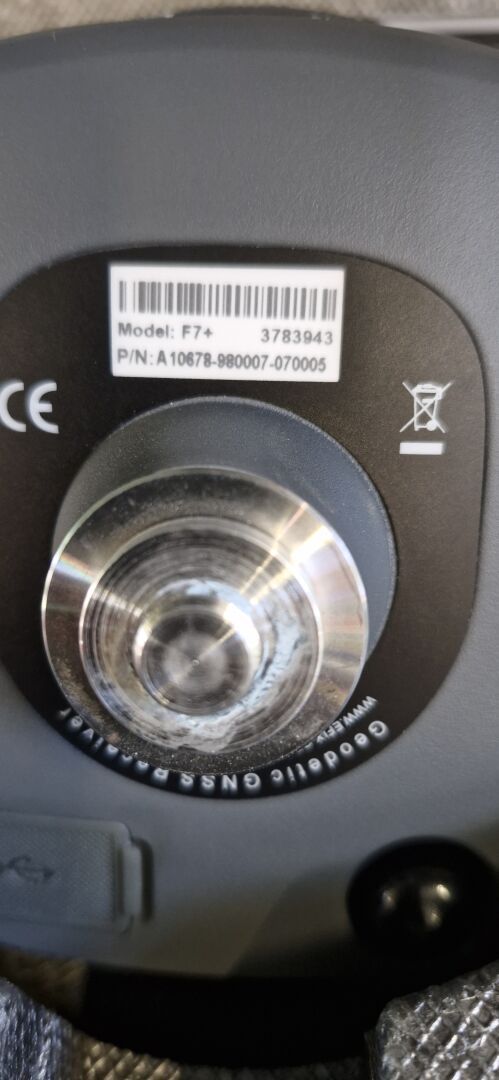 Model: F7+ 3783943
P/N: A10678-980007-070005
CE
Geodetic GNSS Receiver